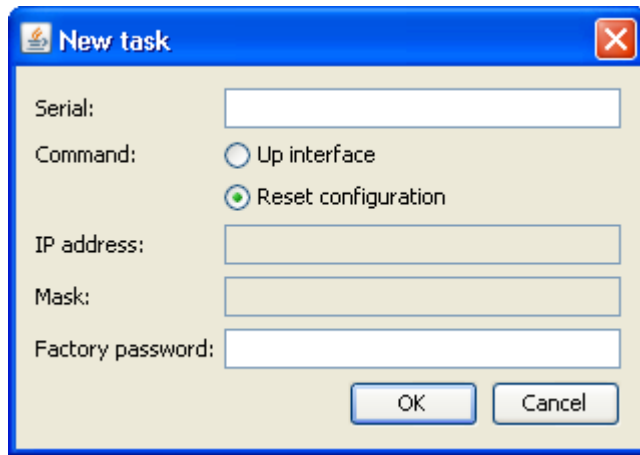 New task
Serial:
Command:
Up interface
Reset configuration
IP address:
Mask:
Factory password:
OK
Cancel